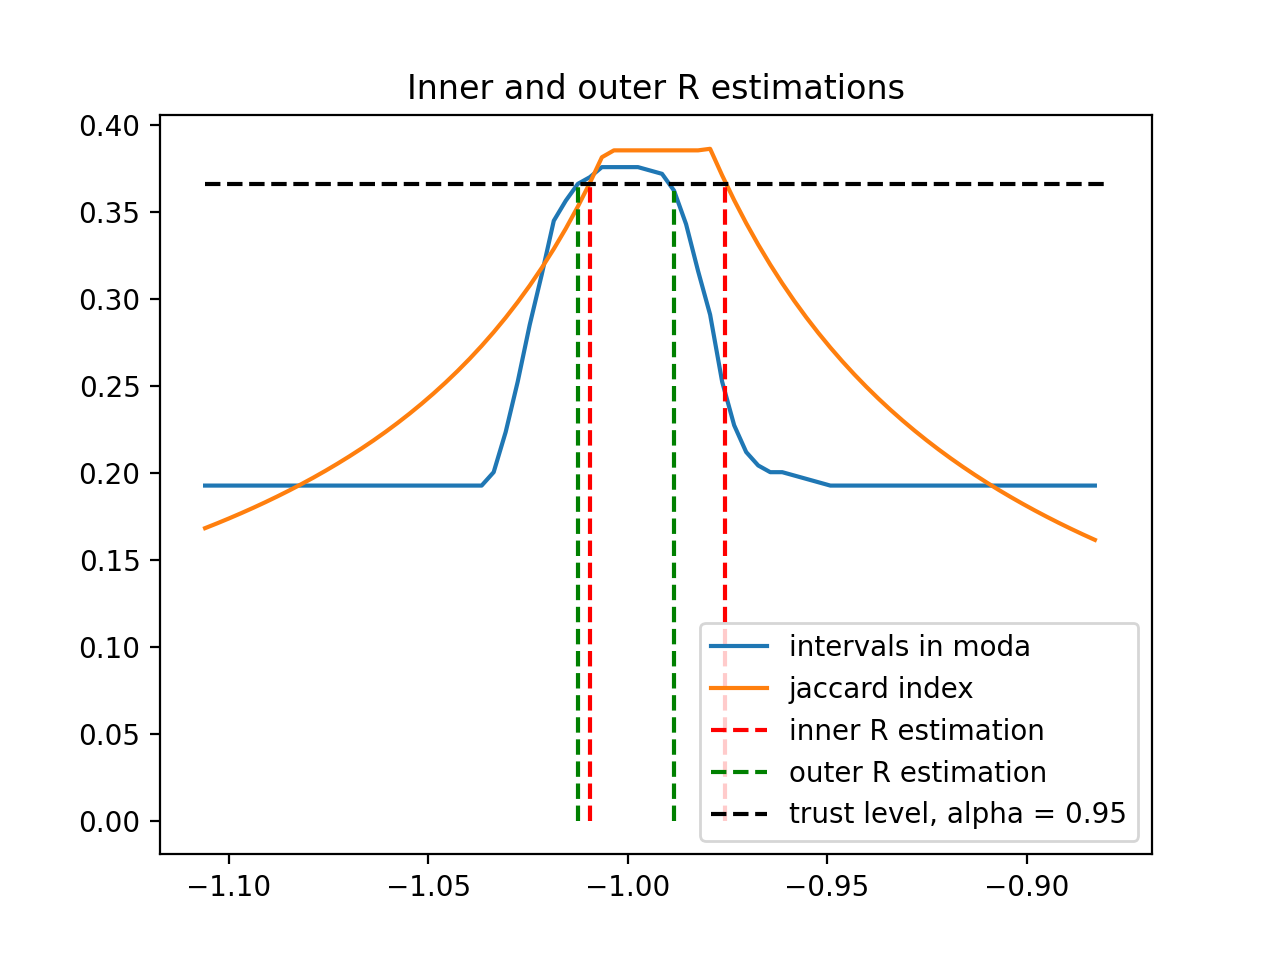 Inner and outer R estimations
0.40
0.35
0.30
0.25
0.20
0.15
0.10
0.05
0.00
−1.10
−1.05
−1.00
−0.95
−0.90
intervals in moda
jaccard index
inner R estimation
outer R estimation
trust level, alpha = 0.95